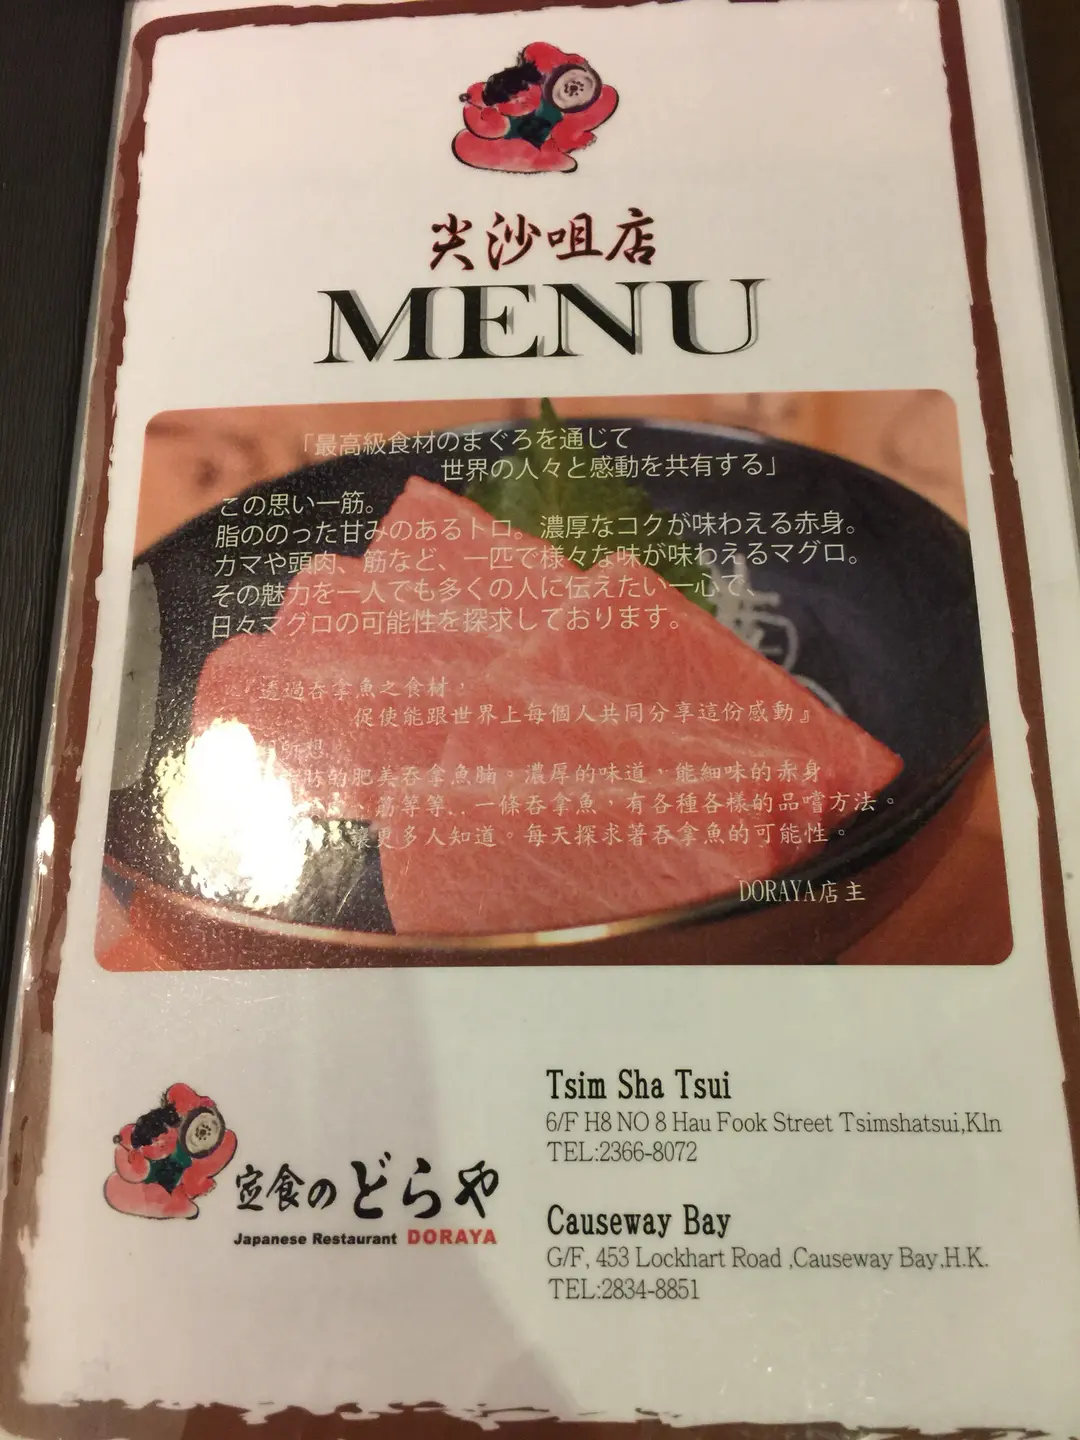 尖沙咀店
MENU
「最高級食材のまぐろを通じて
世界の人々と感動を共有する」
この思い一筋。
脂ののった甘みのあるトロ。濃厚なコクが味わえる赤身。
カマや頭肉、筋など、一匹で様々な味が味わえるマグロ。
その魅力を一人でも多くの人に伝えたい一心で、
日々マグロの可能性を探求しております。
『透過吞拿魚之食材，
促使能跟世界上每個人共同分享這份感動』
所想
的肥美吞拿魚腩。濃厚的味道，能細味的赤身
、筋等等，一條吞拿魚，有各種各樣的品嚐方法。
讓更多人知道。每天探求著吞拿魚的可能性。
DORAYA店主
定食のどらや
Japanese Restaurant DORAYA
Tsim Sha Tsui
6/F H8 NO 8 Hau Fook Street Tsimshatsui,Kln
TEL:2366-8072
Causeway Bay
G/F, 453 Lockhart Road ,Causeway Bay,H.K.
TEL:2834-8851